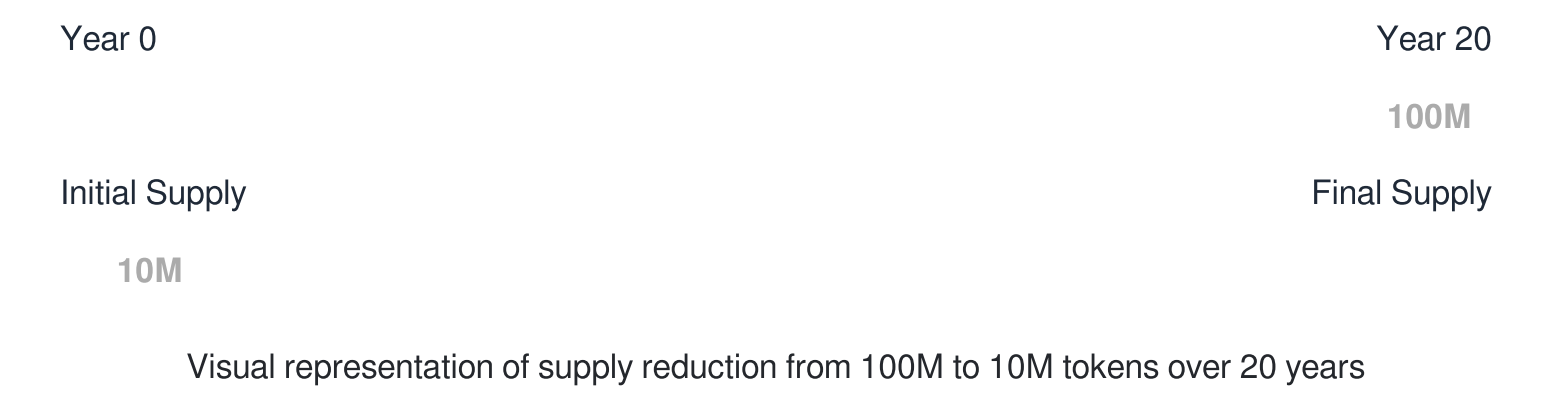 Year 0 Year 20
100M
Initial Supply Final Supply
10M
Visual representation of supply reduction from 100M to 10M tokens over 20 years